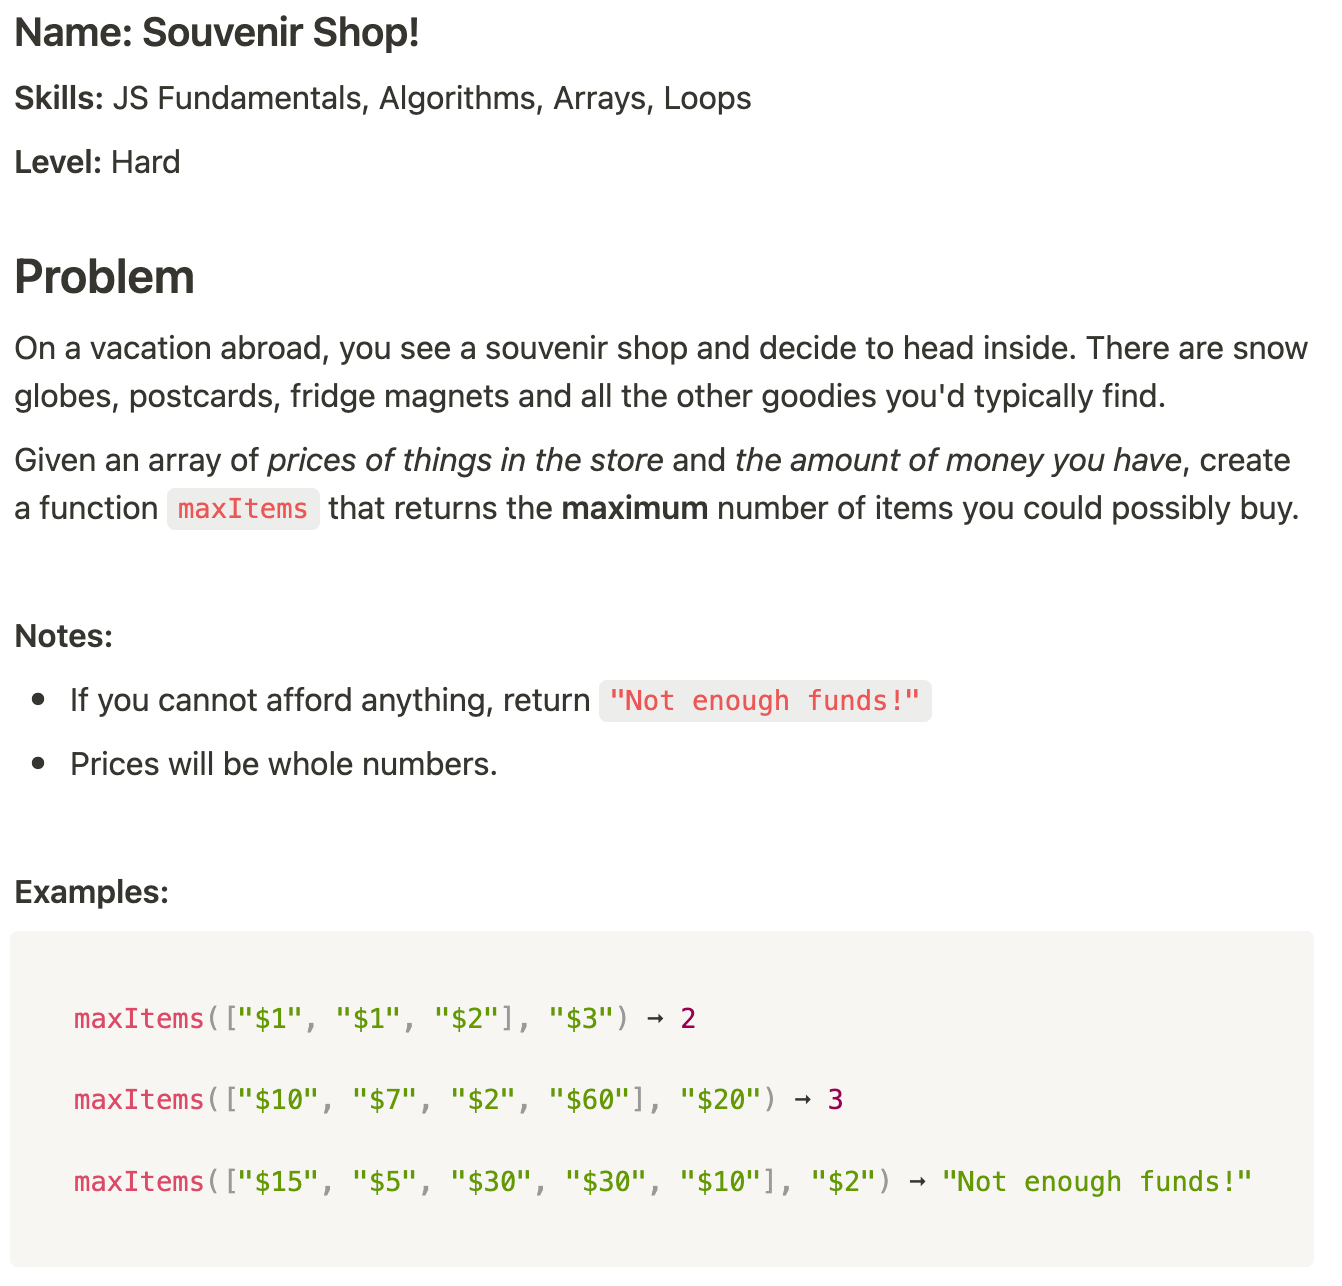 Name: Souvenir Shop!
Skills: JS Fundamentals, Algorithms, Arrays, Loops
Level: Hard
Problem
On a vacation abroad, you see a souvenir shop and decide to head inside. There are snow
globes, postcards, fridge magnets and all the other goodies you'd typically find.
Given an array of prices of things in the store and the amount of money you have, create
a function maxItems that returns the maximum number of items you could possibly buy.
Notes:
• If you cannot afford anything, return "Not enough funds!"
• Prices will be whole numbers.
Examples:
maxItems(["$1", "$1", "$2"], "$3") → 2
maxItems(["$10", "$7", "$2", "$60"], "$20") → 3
maxItems(["$15", "$5", "$30", "$30", "$10"], "$2") → "Not enough funds!"